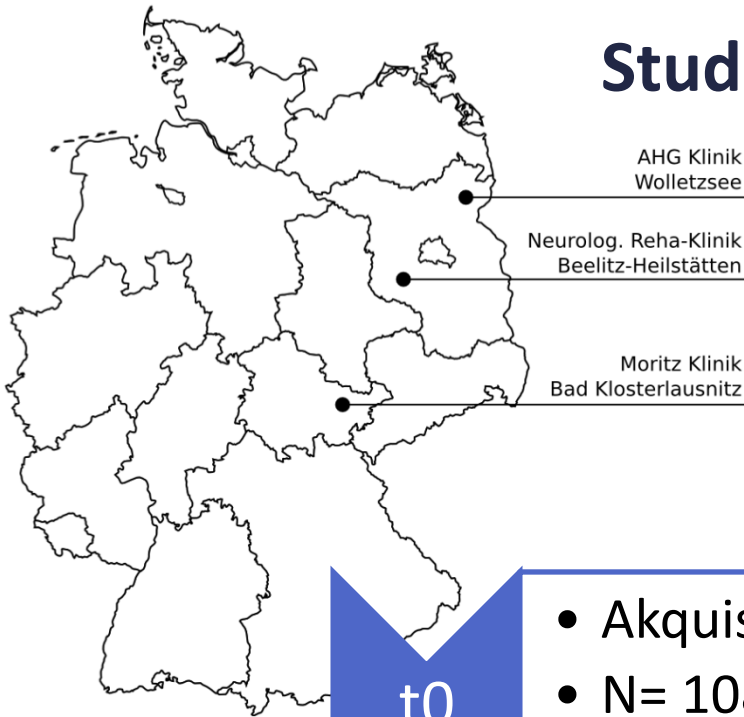 Stud
AHG Klinik
Wolletzsee
Neurolog. Reha-Klinik
Beelitz-Heilstätten
Moritz Klinik
Bad Klosterlausnitz
t0
• Akquis
• N= 10